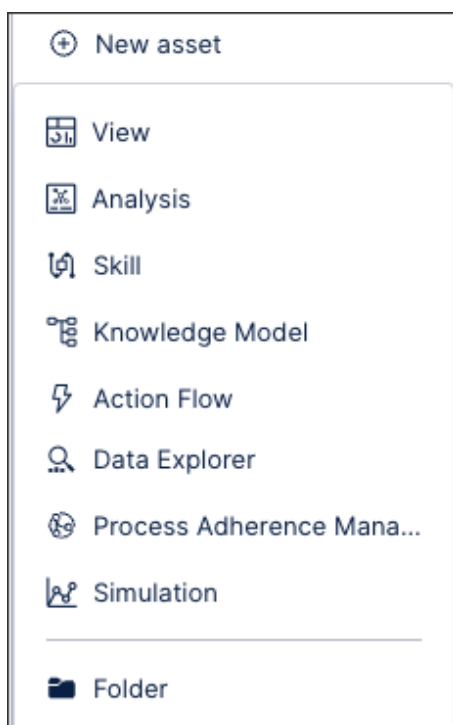 New asset
View
Analysis
Skill
Knowledge Model
Action Flow
Data Explorer
Process Adherence Mana...
Simulation
Folder